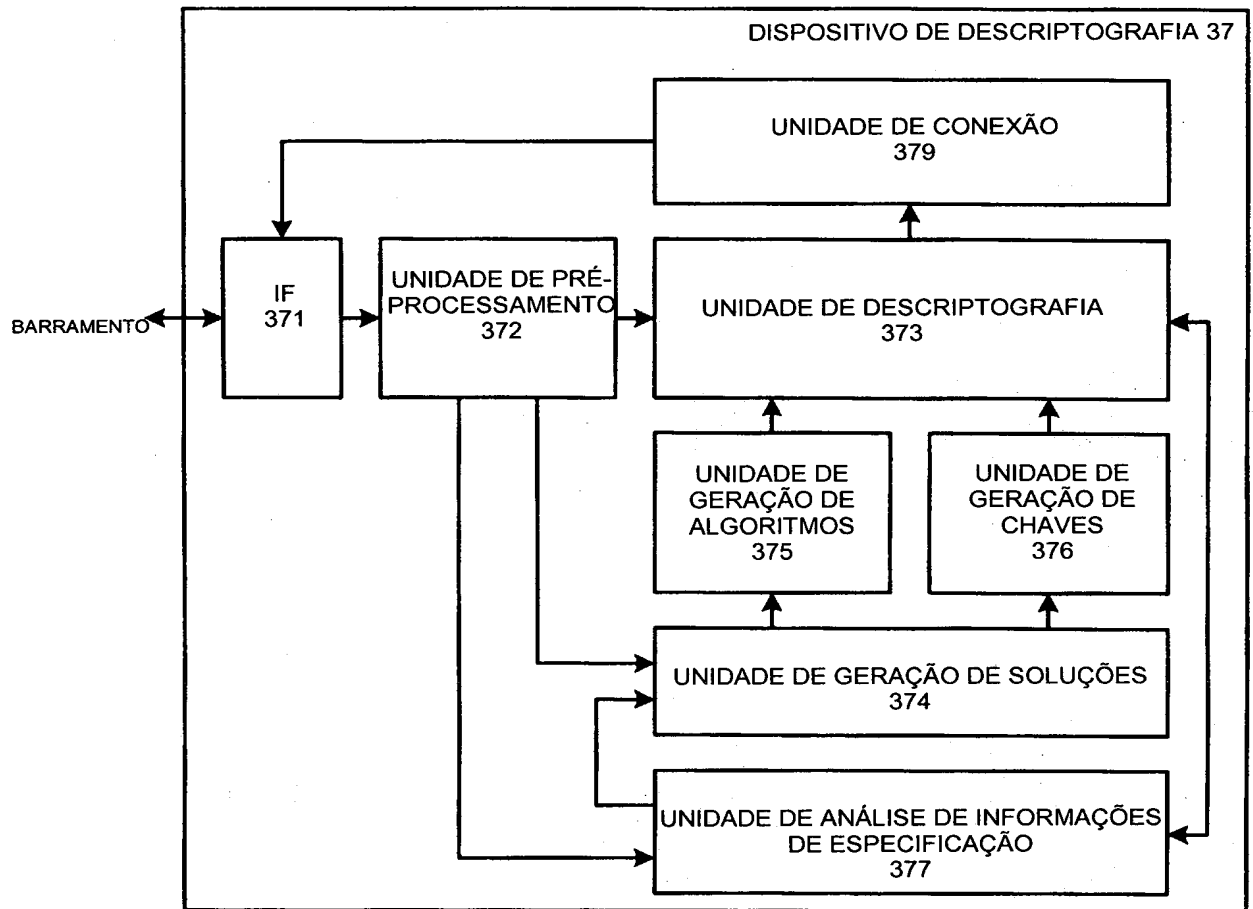 DISPOSITIVO DE DESCRIPTOGRAFIA 37
UNIDADE DE CONEXÃO
379
BARRAMENTO
IF
371
UNIDADE DE PRÉ-
PROCESSAMENTO
372
UNIDADE DE DESCRIPTOGRAFIA
373
UNIDADE DE
GERAÇÃO DE
ALGORITMOS
375
UNIDADE DE
GERAÇÃO DE
CHAVES
376
UNIDADE DE GERAÇÃO DE SOLUÇÕES
374
UNIDADE DE ANÁLISE DE INFORMAÇÕES
DE ESPECIFICAÇÃO
377